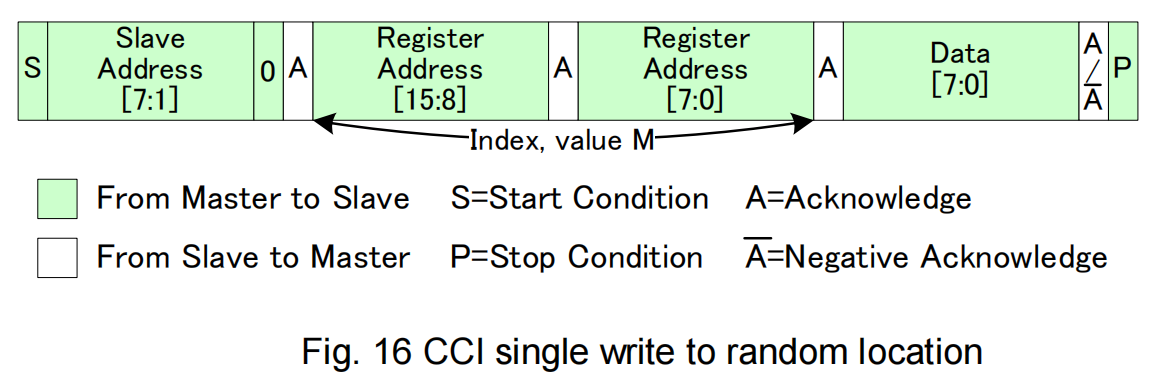 S
Slave
Address
[7:1]
0
A
Register
Address
[15:8]
A
Register
Address
[7:0]
A
Data
[7:0]
A
/
A̅
P
Index, value M
From Master to Slave S=Start Condition A=Acknowledge
From Slave to Master P=Stop Condition A̅=Negative Acknowledge
Fig. 16 CCI single write to random location